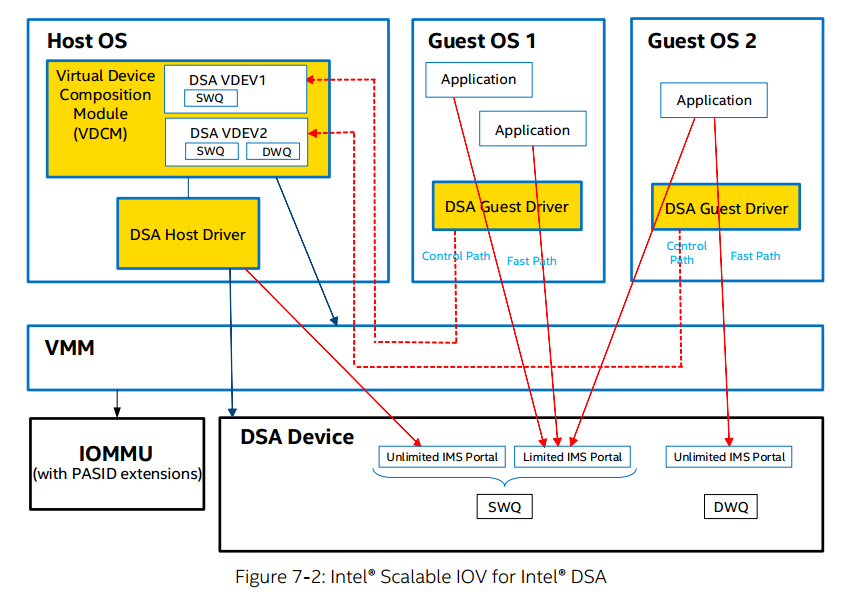 Host OS
Virtual Device
Composition
Module
(VDCM)
DSA VDEV1
SWQ
DSA VDEV2
SWQ
DWQ
DSA Host Driver
Guest OS 1
Application
Application
DSA Guest Driver
Control Path
Fast Path
Guest OS 2
Application
DSA Guest Driver
Control
Path
Fast Path
VMM
IOMMU
(with PASID extensions)
DSA Device
Unlimited IMS Portal
Limited IMS Portal
Unlimited IMS Portal
SWQ
DWQ
Figure 7-2: Intel® Scalable IOV for Intel® DSA